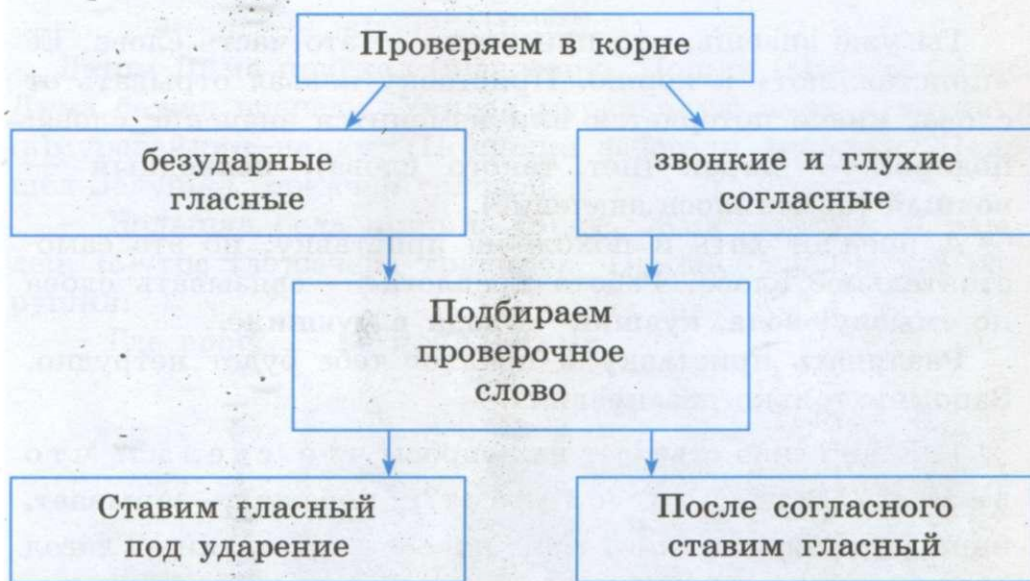 Проверяем в корне
безударные
гласные
звонкие и глухие
согласные
Подбираем
проверочное
слово
Ставим гласный
под ударение
После согласного
ставим гласный